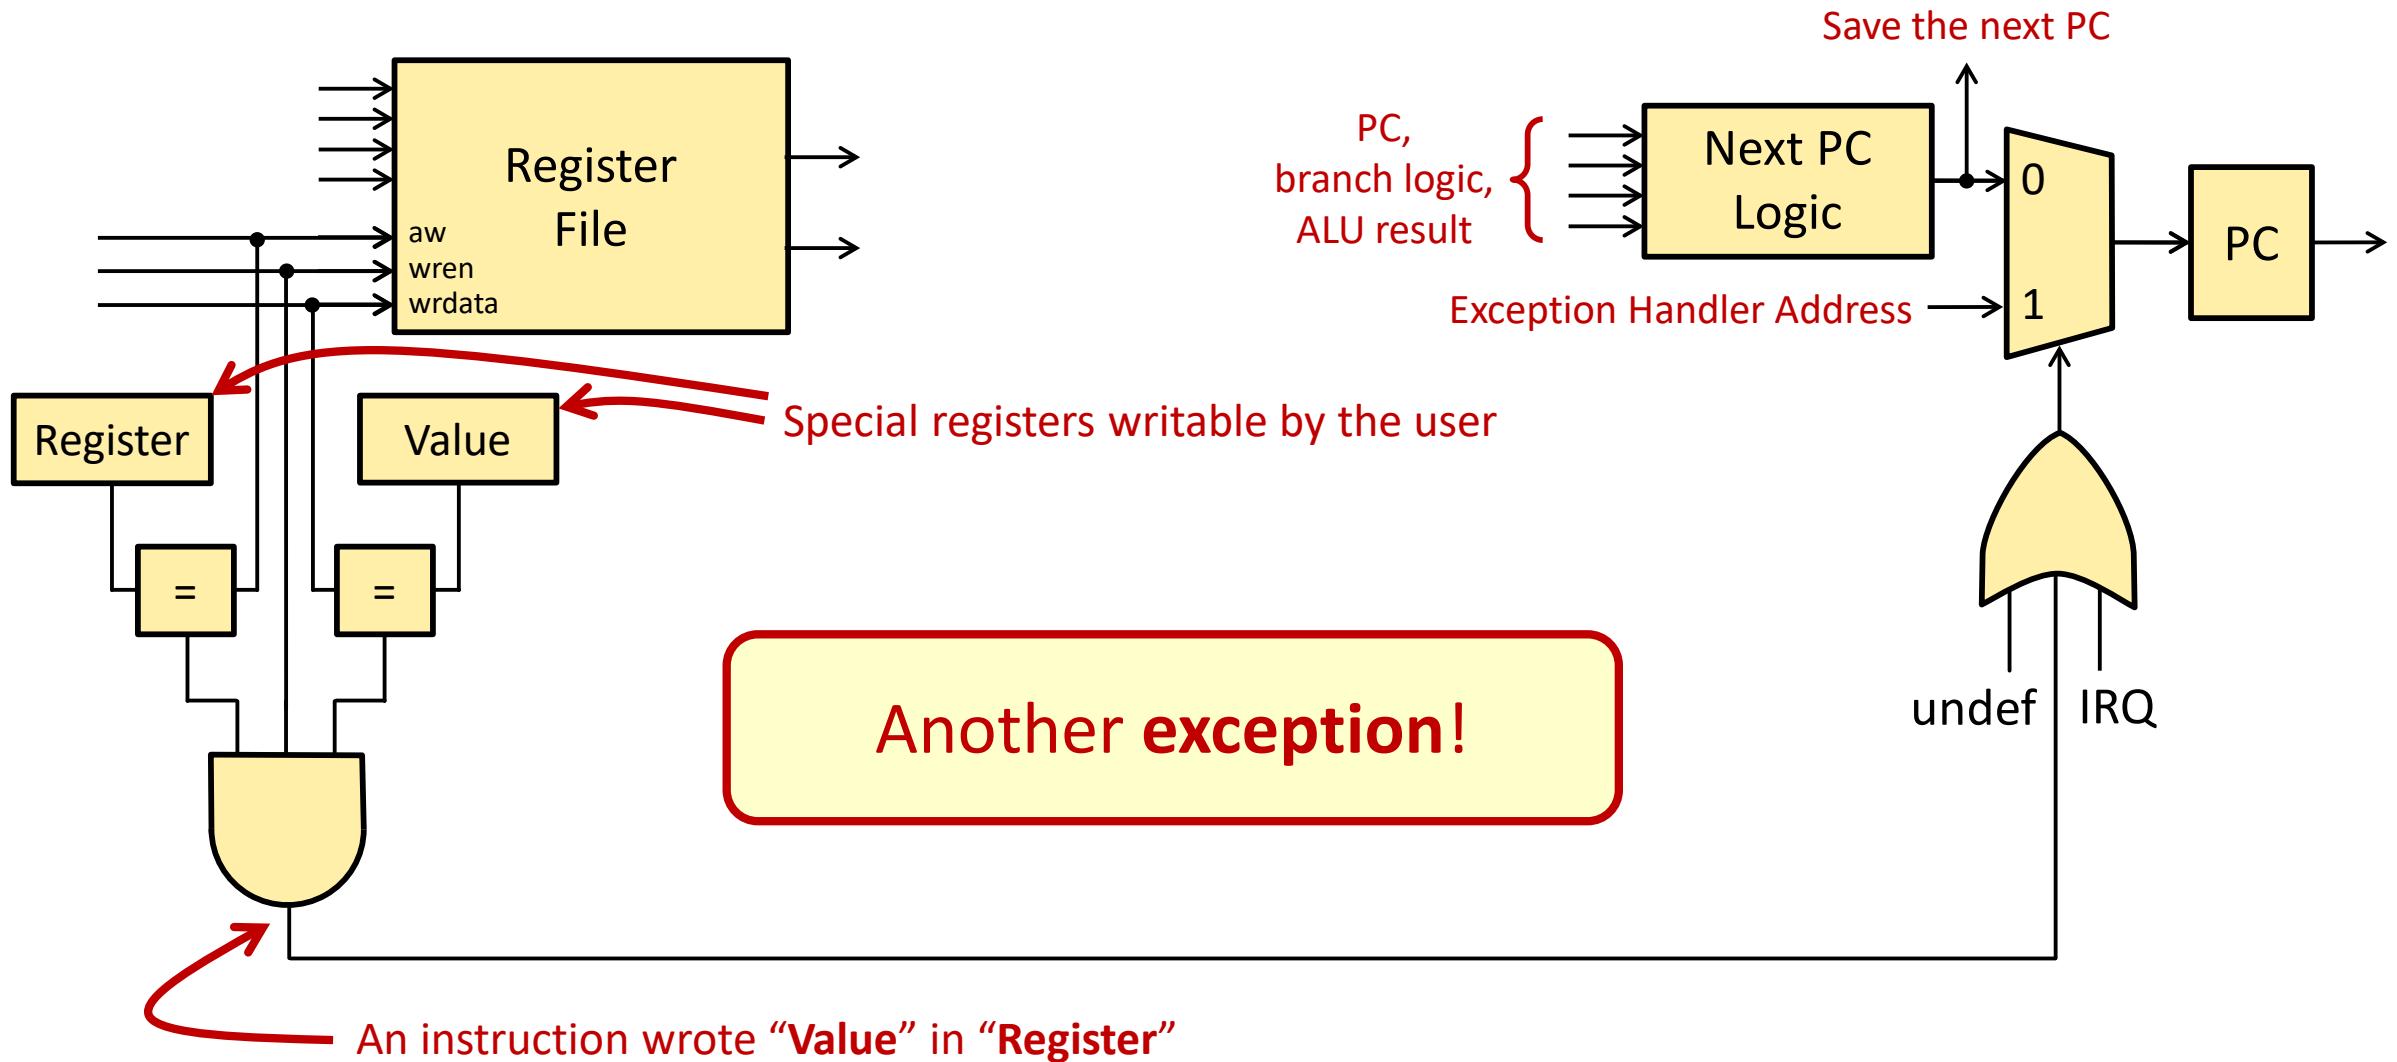 Save the next PC
Register
File
aw
wren
wrdata
PC,
branch logic,
ALU result
Next PC
Logic
0
1
PC
Exception Handler Address
Register
Value
Special registers writable by the user
=
=
Another exception!
undef
IRQ
An instruction wrote “Value” in “Register”